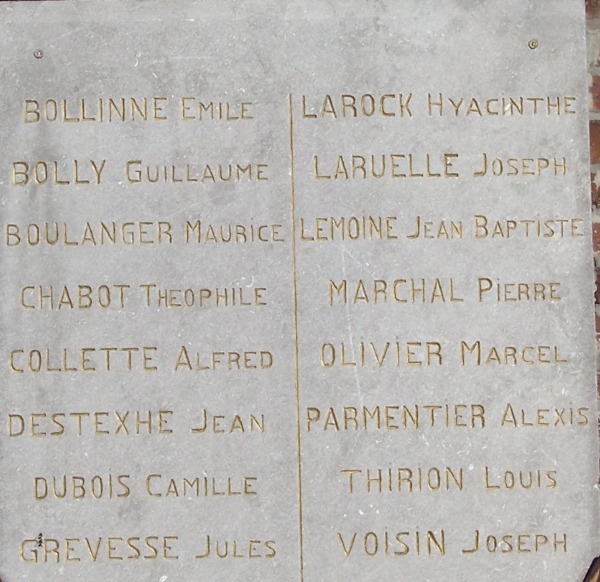 BOLLINNE EMILE
BOLLY GUILLAUME
BOULANGER MAURICE
CHABOT THEOPHILE
COLLETTE ALFRED
DESTEXHE JEAN
DUBOIS CAMILLE
GREVESSE JULES
LAROCK HYACINTHE
LARUELLE JOSEPH
LEMOINE JEAN BAPTISTE
MARCHAL PIERRE
OLIVIER MARCEL
PARMENTIER ALEXIS
THIRION LOUIS
VOISIN JOSEPH